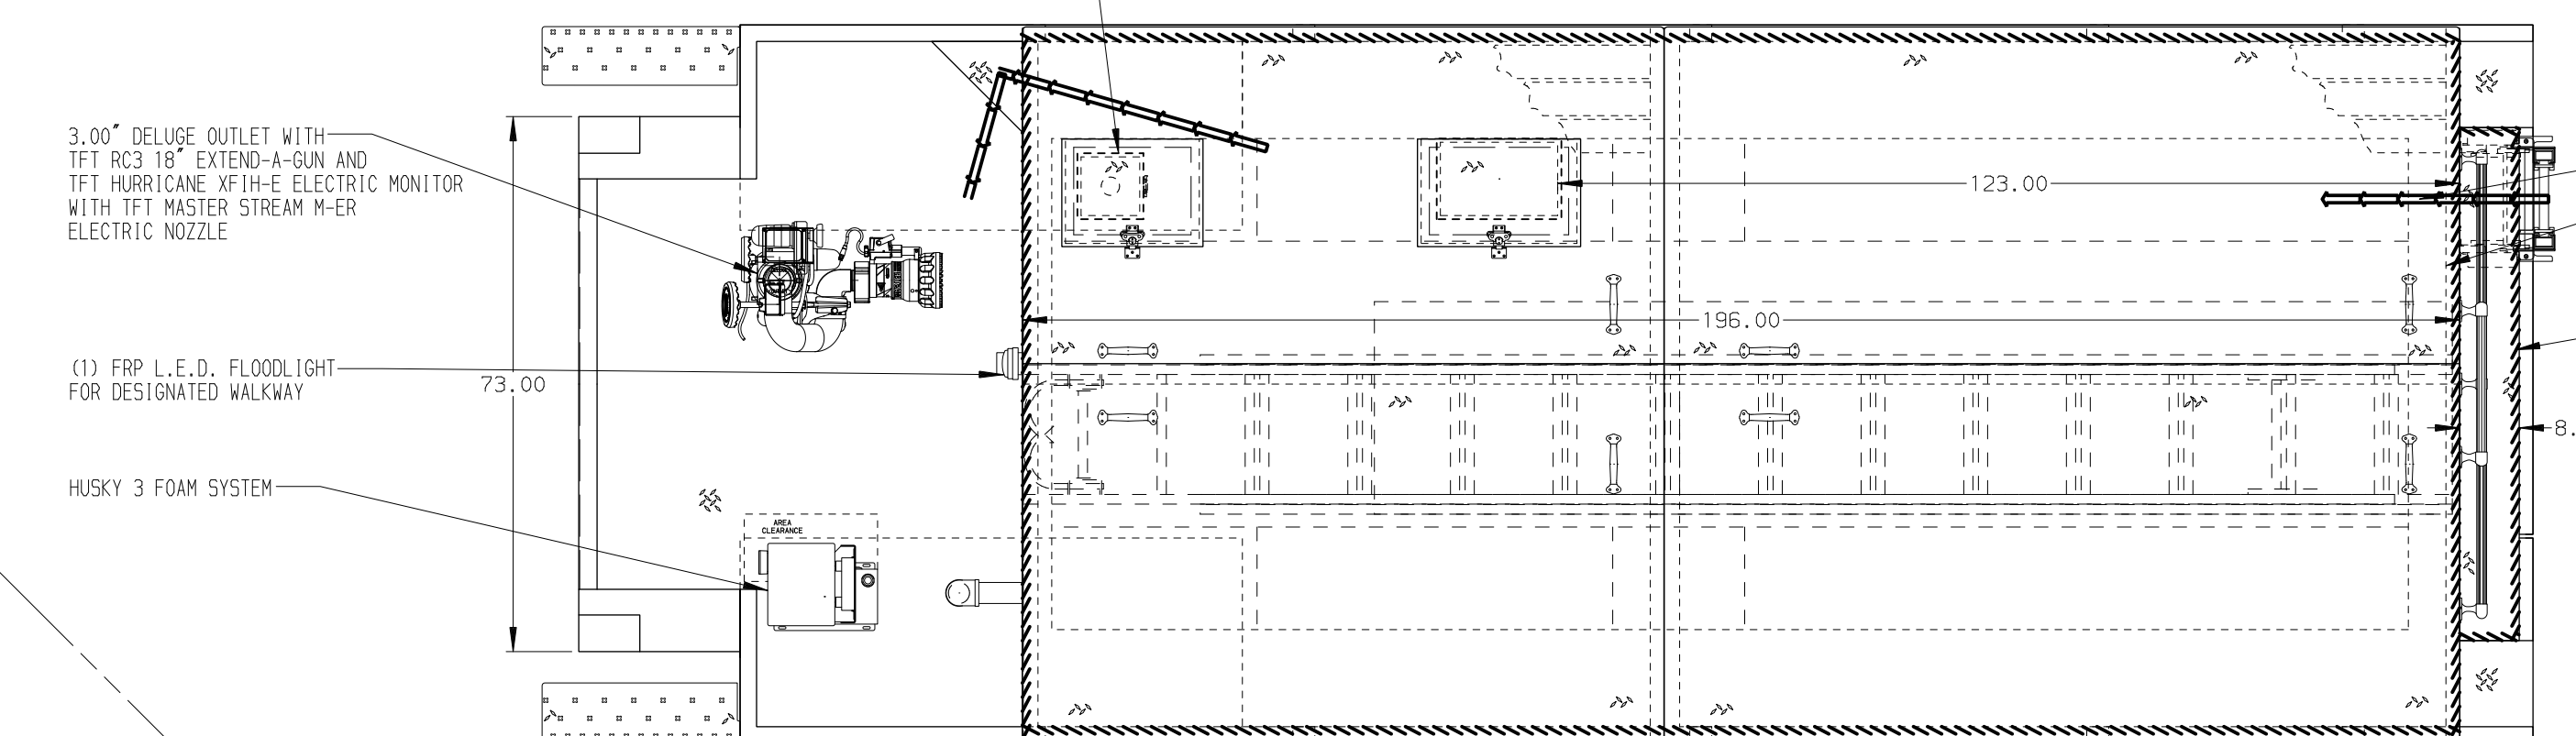 3.00" DELUGE OUTLET WITH
TFT RC3 18" EXTEND-A-GUN AND
TFT HURRICANE XFIH-E ELECTRIC MONITOR
WITH TFT MASTER STREAM M-ER
ELECTRIC NOZZLE
123.00
196.00
(1) FRP L.E.D. FLOODLIGHT
FOR DESIGNATED WALKWAY
73.00
8.
HUSKY 3 FOAM SYSTEM
AREA
CLEARANCE